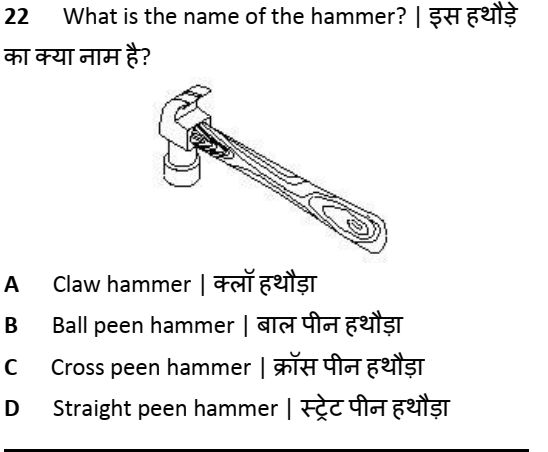 22 What is the name of the hammer? | इस हथौड़े
का क्या नाम है?
A Claw hammer | क्लॉ हथौड़ा
B Ball peen hammer | बाल पीन हथौड़ा
C Cross peen hammer | क्रॉस पीन हथौड़ा
D Straight peen hammer | स्ट्रेट पीन हथौड़ा